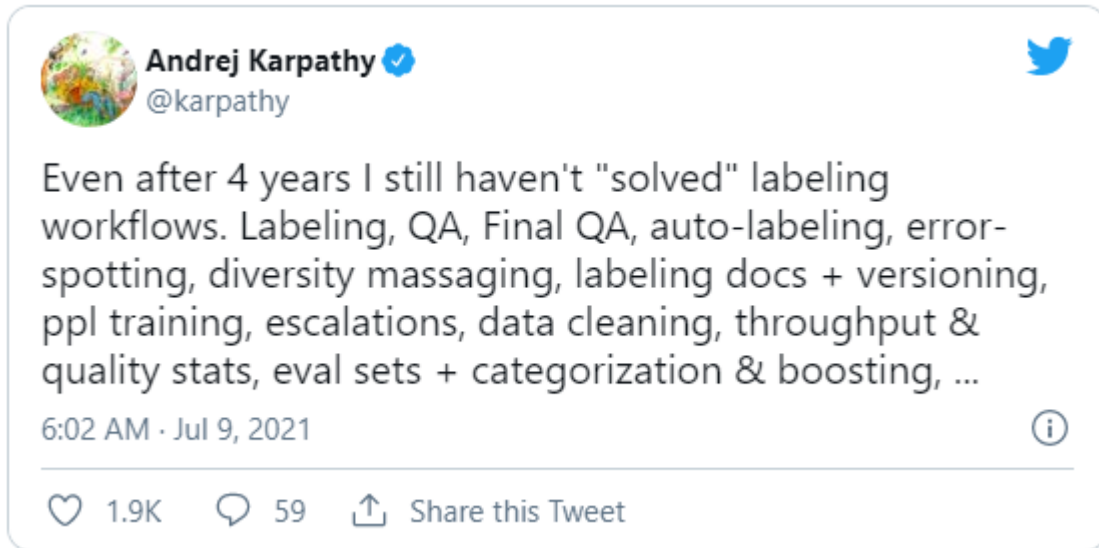 Andrej Karpathy
@karpathy
Even after 4 years I still haven't "solved" labeling
workflows. Labeling, QA, Final QA, auto-labeling, error-
spotting, diversity massaging, labeling docs + versioning,
ppl training, escalations, data cleaning, throughput &
quality stats, eval sets + categorization & boosting, ...
6:02 AM · Jul 9, 2021
1.9K 59 Share this Tweet